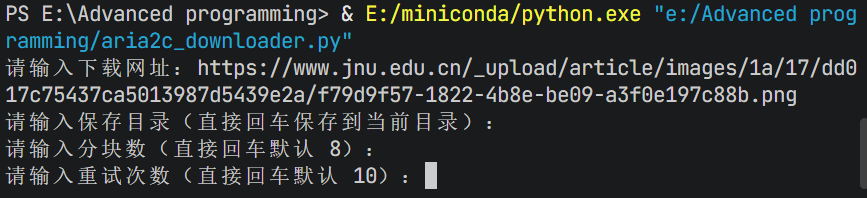 PS E:\Advanced programming> & E:/miniconda/python.exe "e:/Advanced prog
ramming/aria2c_downloader.py"
请输入下载网址：https://www.jnu.edu.cn/_upload/article/images/1a/17/dd0
17c75437ca5013987d5439e2a/f79d9f57-1822-4b8e-be09-a3f0e197c88b.png
请输入保存目录（直接回车保存到当前目录）：
请输入分块数（直接回车默认 8）：
请输入重试次数（直接回车默认 10）：